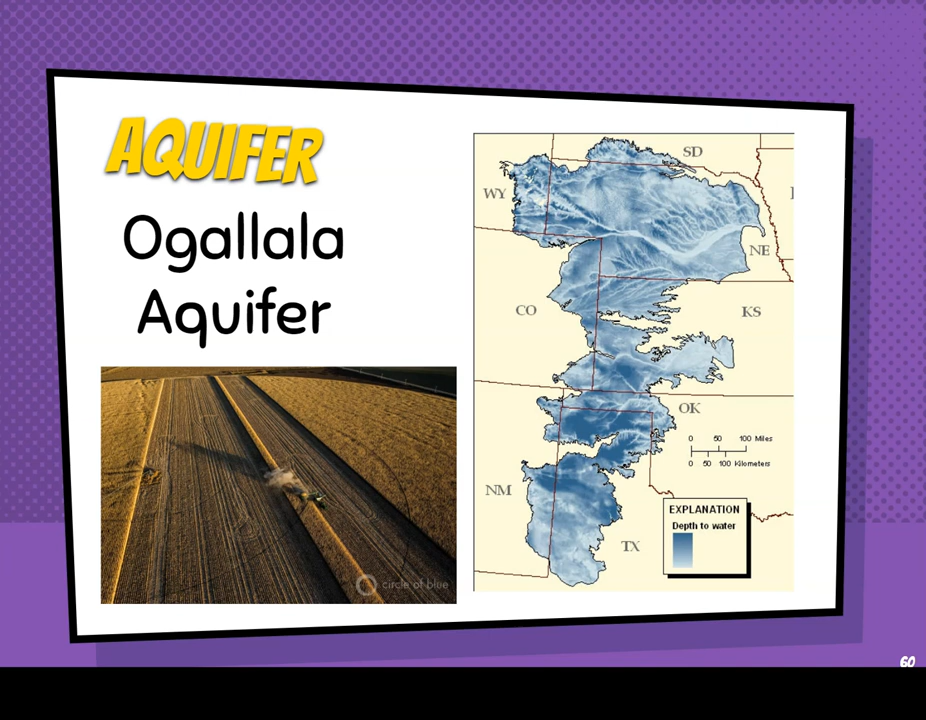 AQUIFER
Ogallala
Aquifer
circle of blue
SD
WY
NE
CO
KS
OK
0 50 100 Miles
0 50 100 Kilometers
NM
EXPLANATION
Depth to water
TX
60